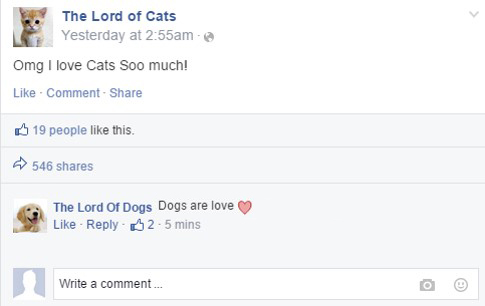 The Lord of Cats
Yesterday at 2:55am ·
Omg I love Cats Soo much!
Like · Comment · Share
19 people like this.
546 shares
The Lord Of Dogs Dogs are love
Like · Reply · 2 · 5 mins
Write a comment ...